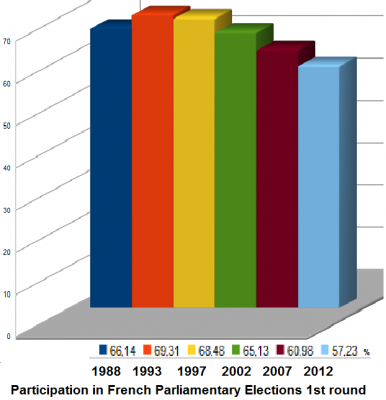 70
60
50
40
30
20
10
0
66,14 69,31 68,48 65,13 60,98 57,23 %
1988 1993 1997 2002 2007 2012
Participation in French Parliamentary Elections 1st round